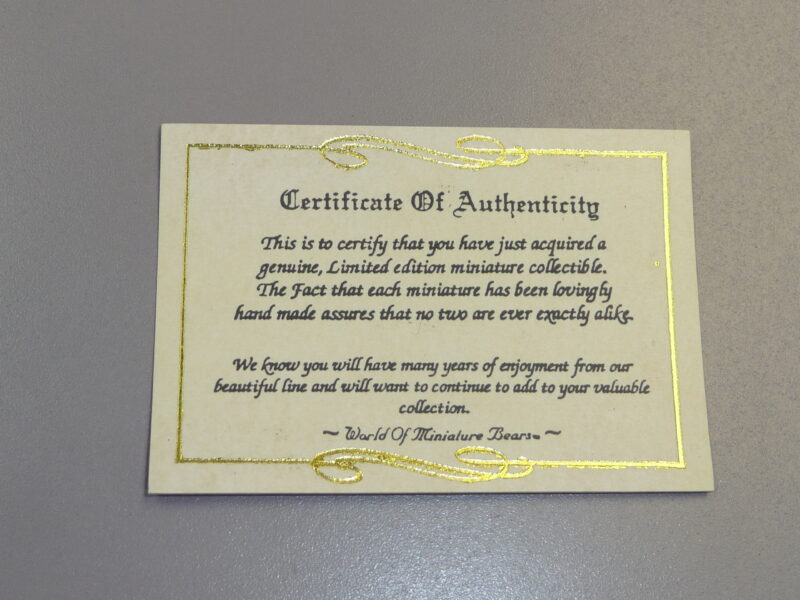 Certificate Of Authenticity
This is to certify that you have just acquired a
genuine, Limited edition miniature collectible.
The Fact that each miniature has been lovingly
hand made assures that no two are ever exactly alike.
We know you will have many years of enjoyment from our
beautiful line and will want to continue to add to your valuable
collection.
~ World Of Miniature Bears ~